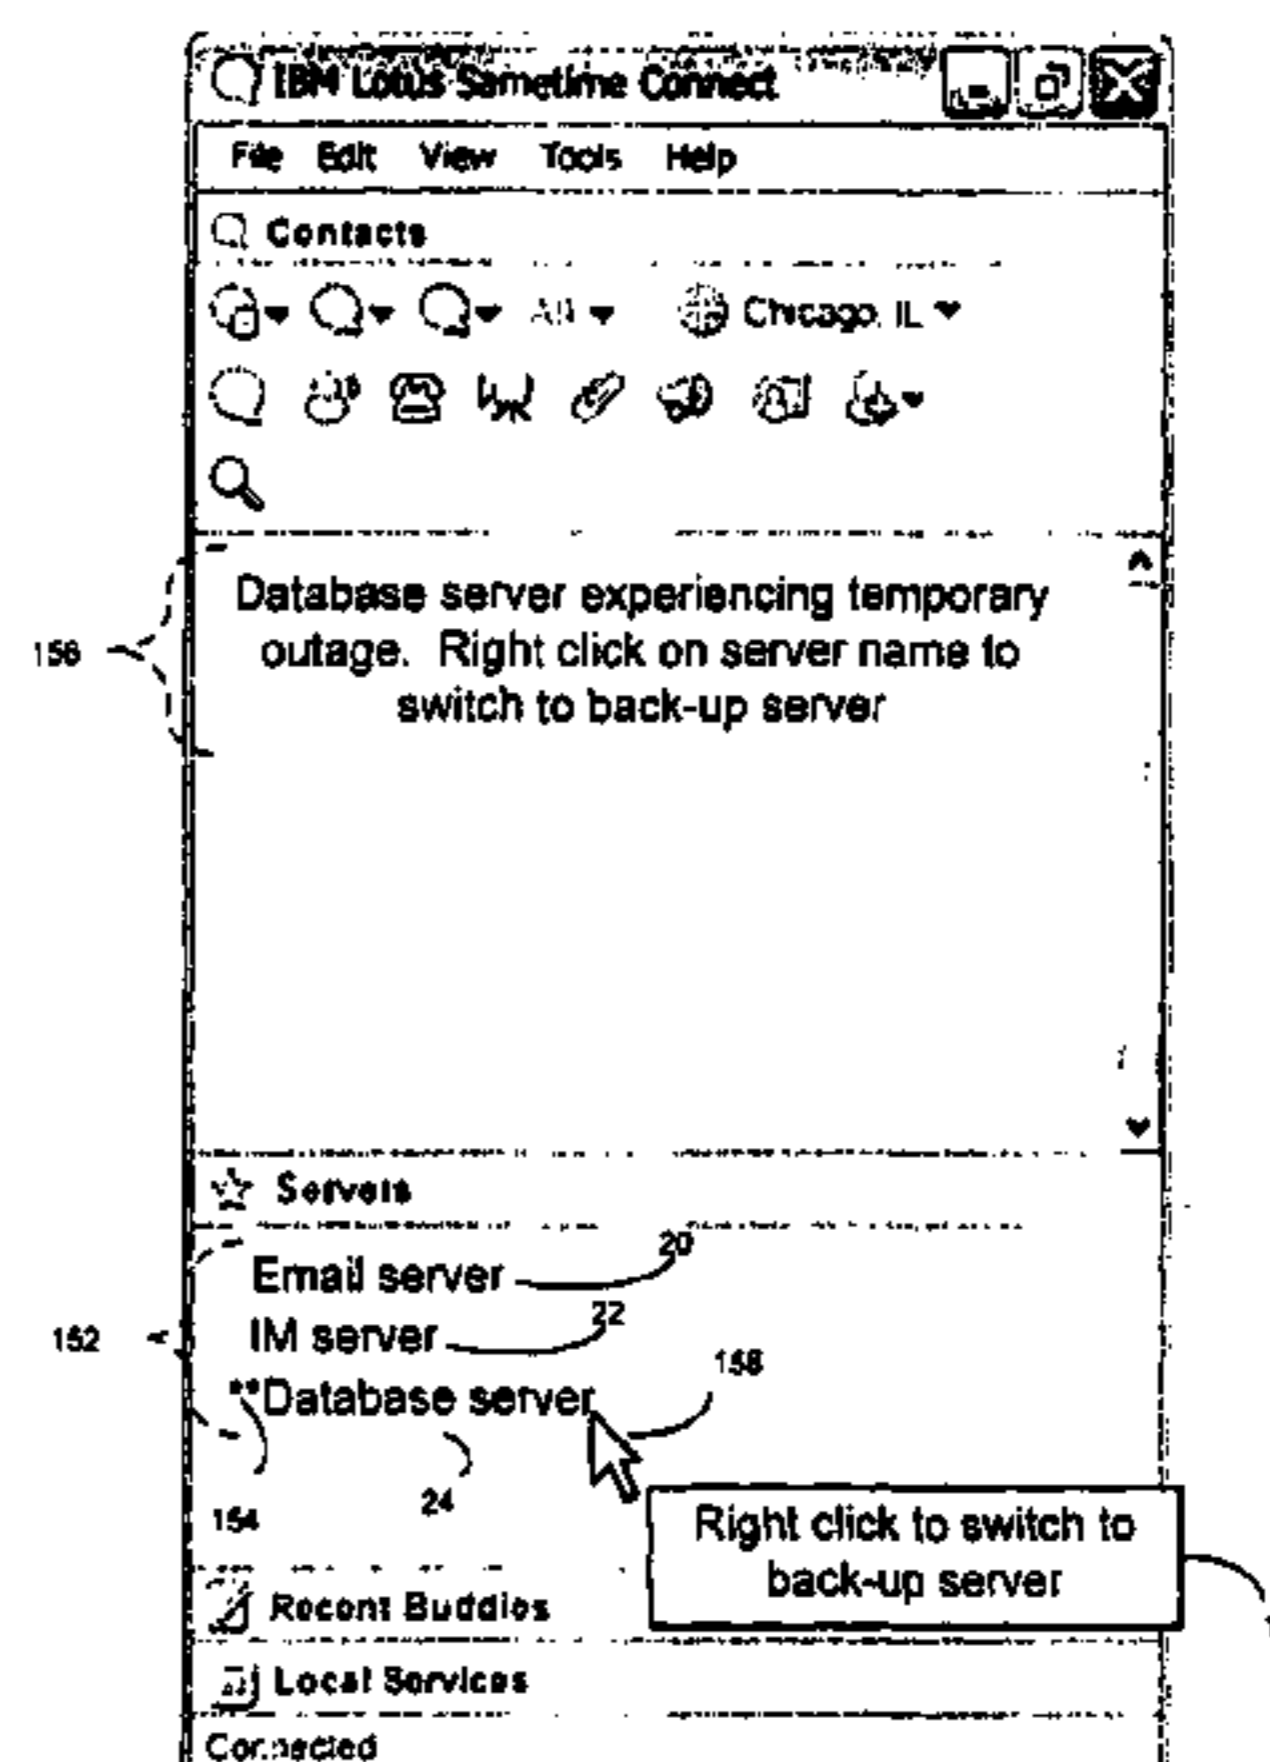 IBM Lotus Sametime Connect
File Edit View Tools Help
Contacts
All Chicago, IL
Database server experiencing temporary
156 outage. Right click on server name to
switch to back-up server
Servers
20
Email server
22
152 IM server
158
**Database server
24
154
Right click to switch to
back-up server
Recent Buddies
Local Services
Connected